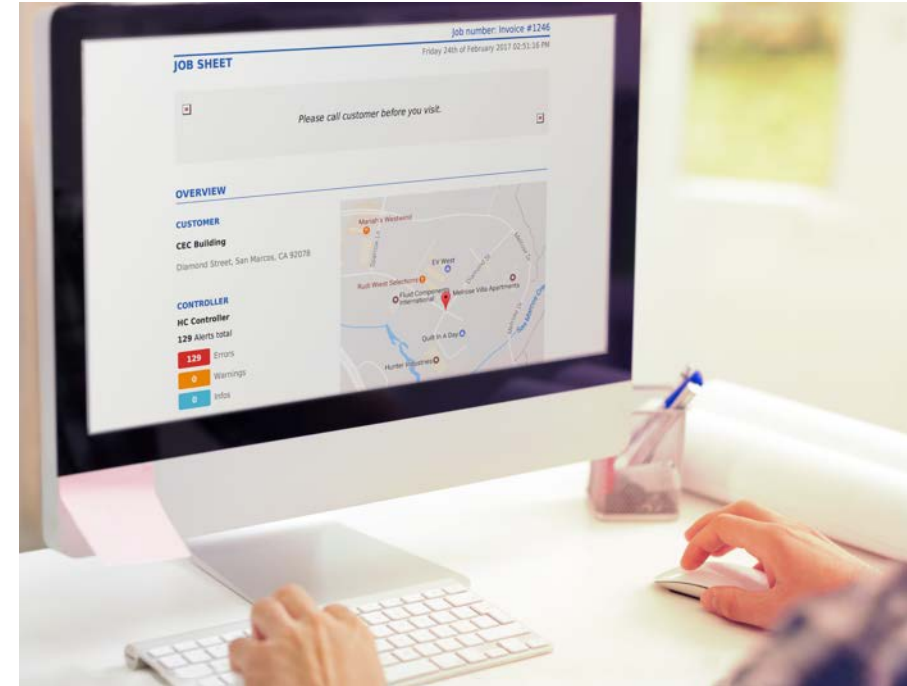 Job number: Invoice #1246
JOB SHEET
Friday 24th of February 2017 02:51:16 PM
Please call customer before you visit.
OVERVIEW
CUSTOMER
CEC Building
Diamond Street, San Marcos, CA 92078
CONTROLLER
HC Controller
129 Alerts total
129 Errors
0 Warnings
0 Infos
Mariah's Westwind
EV West
Diamond St
Rudi Wiest Selections
Fluid Components
International
Melrose Villa Apartments
Quilt In A Day
Hunter Industries